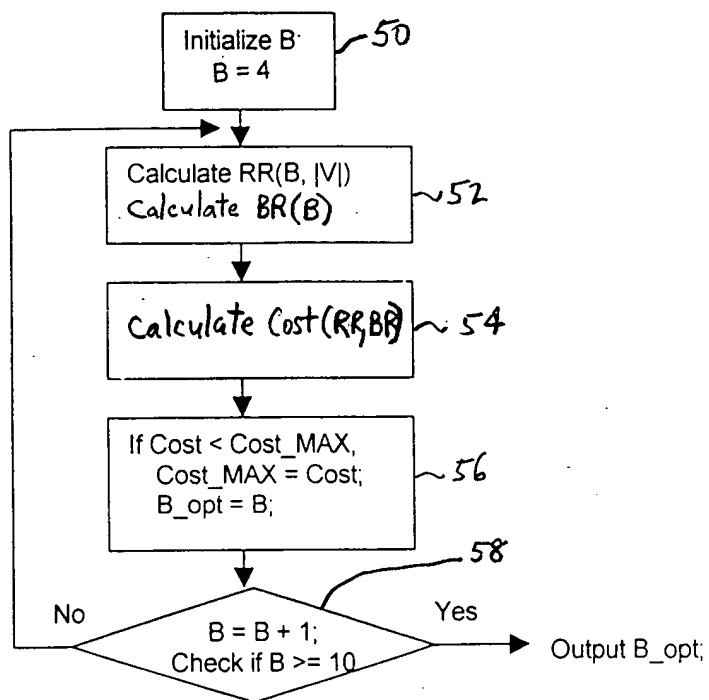 Initialize B
B = 4
50
Calculate RR(B, |V|)
Calculate BR(B)
52
Calculate Cost(RR,BR)
54
If Cost < Cost_MAX,
Cost_MAX = Cost;
B_opt = B;
56
58
No
B = B + 1;
Check if B >= 10
Yes
Output B_opt;